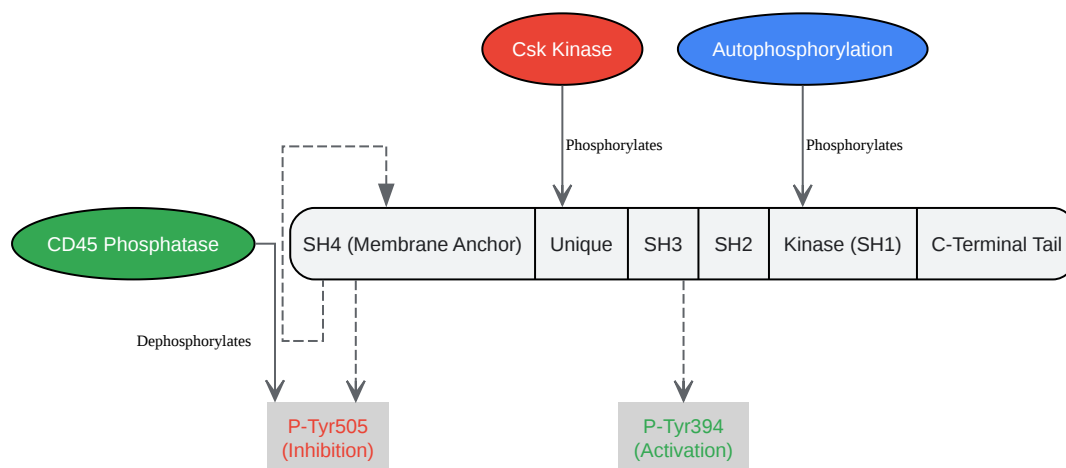 Csk Kinase
Autophosphorylation
Phosphorylates
Phosphorylates
CD45 Phosphatase
SH4 (Membrane Anchor)
Unique
SH3
SH2
Kinase (SH1)
C-Terminal Tail
Dephosphorylates
P-Tyr505
(Inhibition)
P-Tyr394
(Activation)